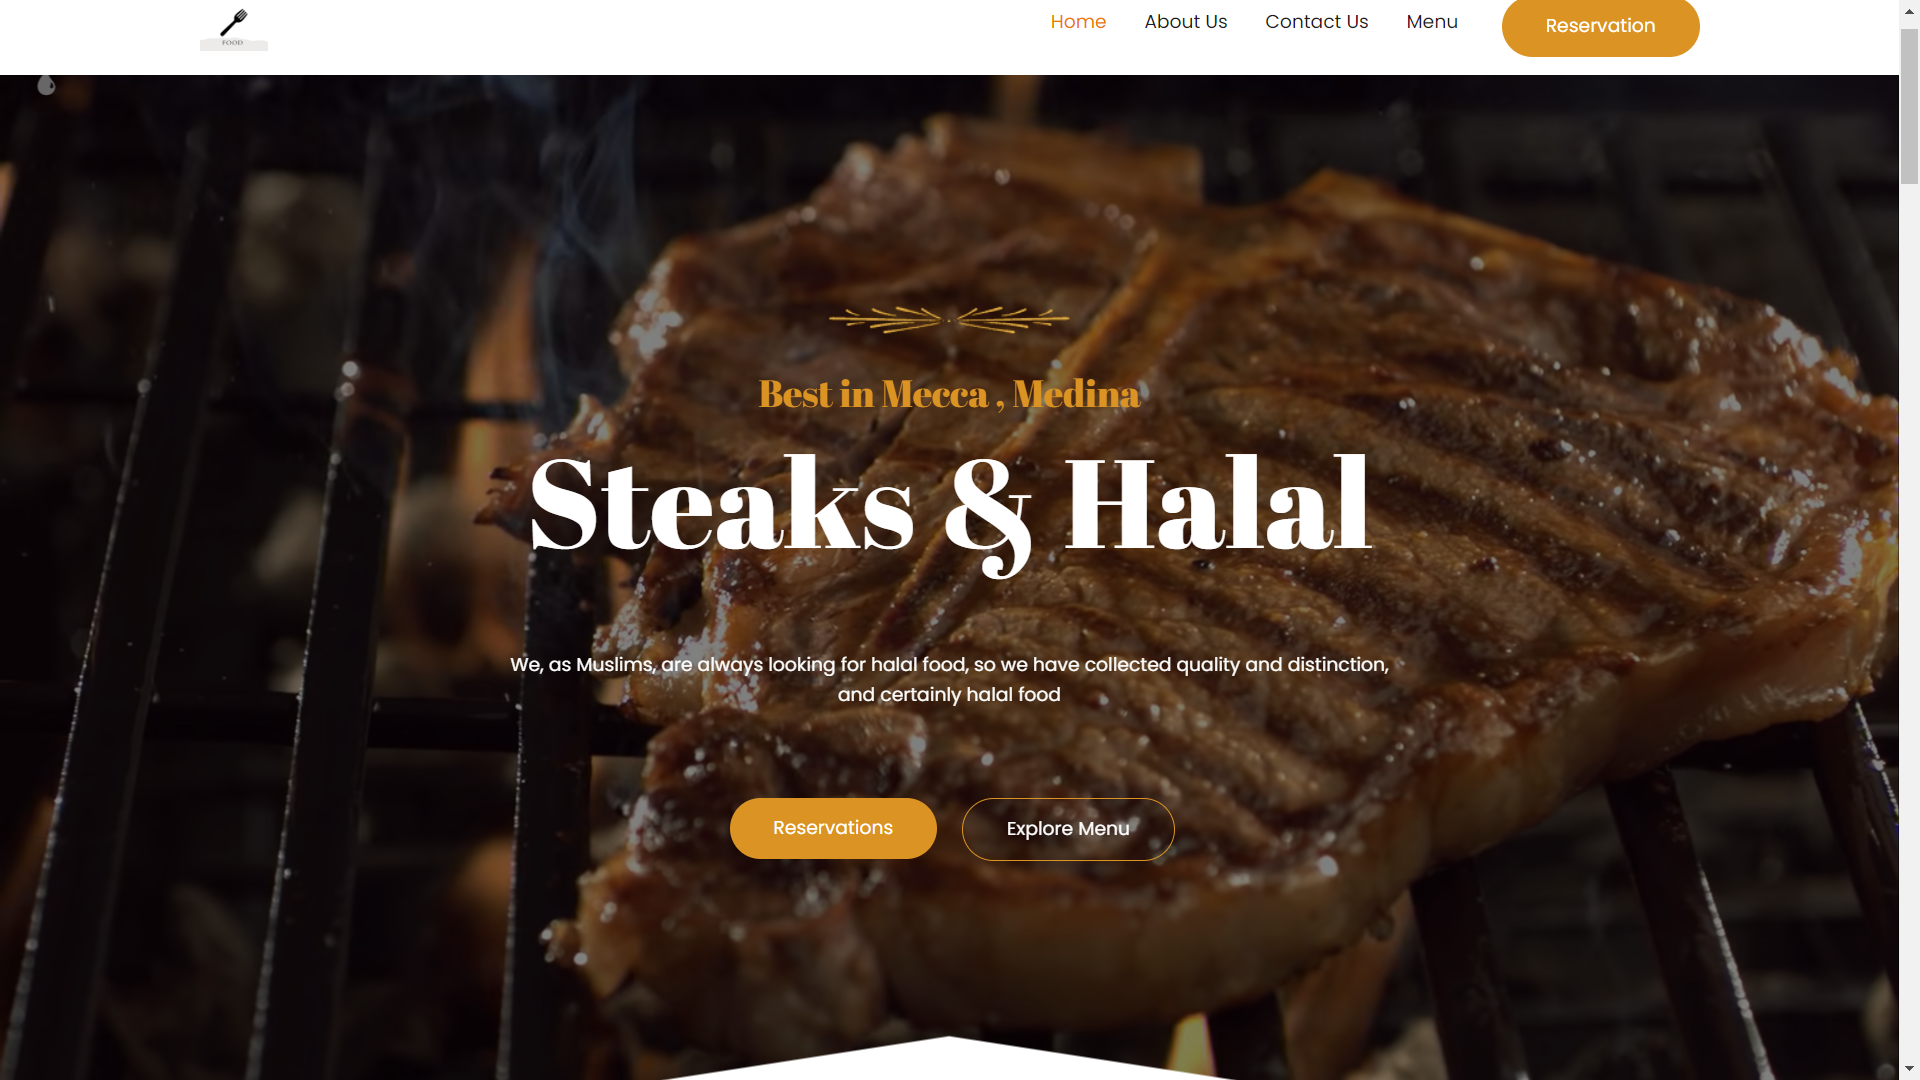 FOOD
Home
About Us
Contact Us
Menu
Reservation
Best in Mecca , Medina
Steaks & Halal
We, as Muslims, are always looking for halal food, so we have collected quality and distinction,
and certainly halal food
Reservations
Explore Menu